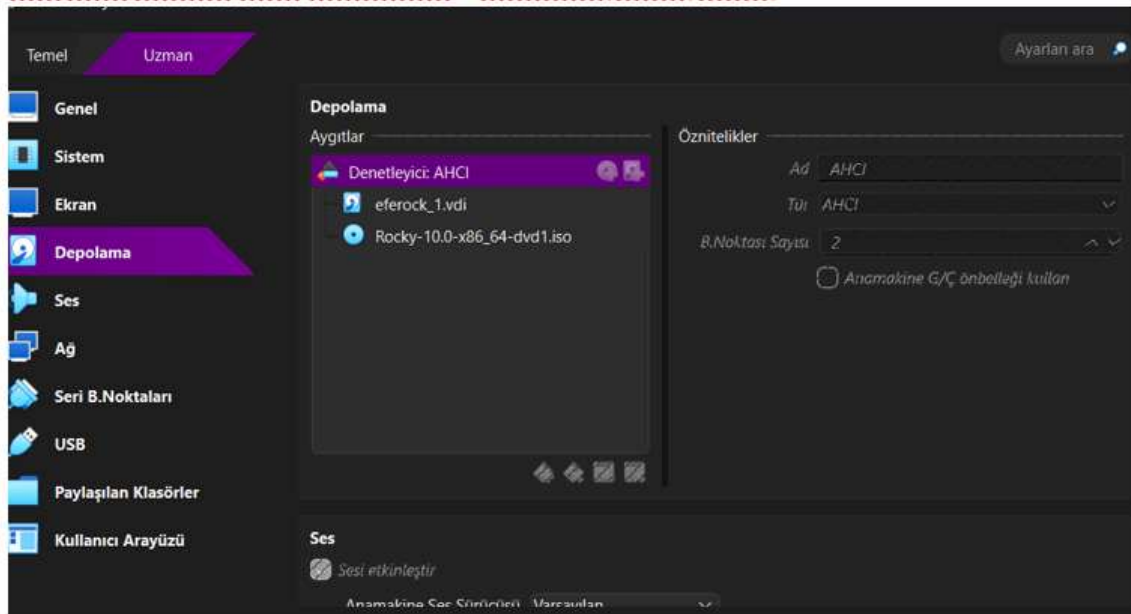 Temel
Uzman
Ayarları ara
Genel
Sistem
Ekran
Depolama
Ses
Ağ
Seri B.Noktaları
USB
Paylaşılan Klasörler
Kullanıcı Arayüzü
Depolama
Aygıtlar
Denetleyici: AHCI
eferock_1.vdi
Rocky-10.0-x86_64-dvd1.iso
Öznitelikler
Ad AHCI
Tür AHCI
B.Noktası Sayısı 2
Anamakine G/Ç önbelleği kullan
Ses
Sesi etkinleştir
Anamakine Ses Sürücüsü Varsayılan